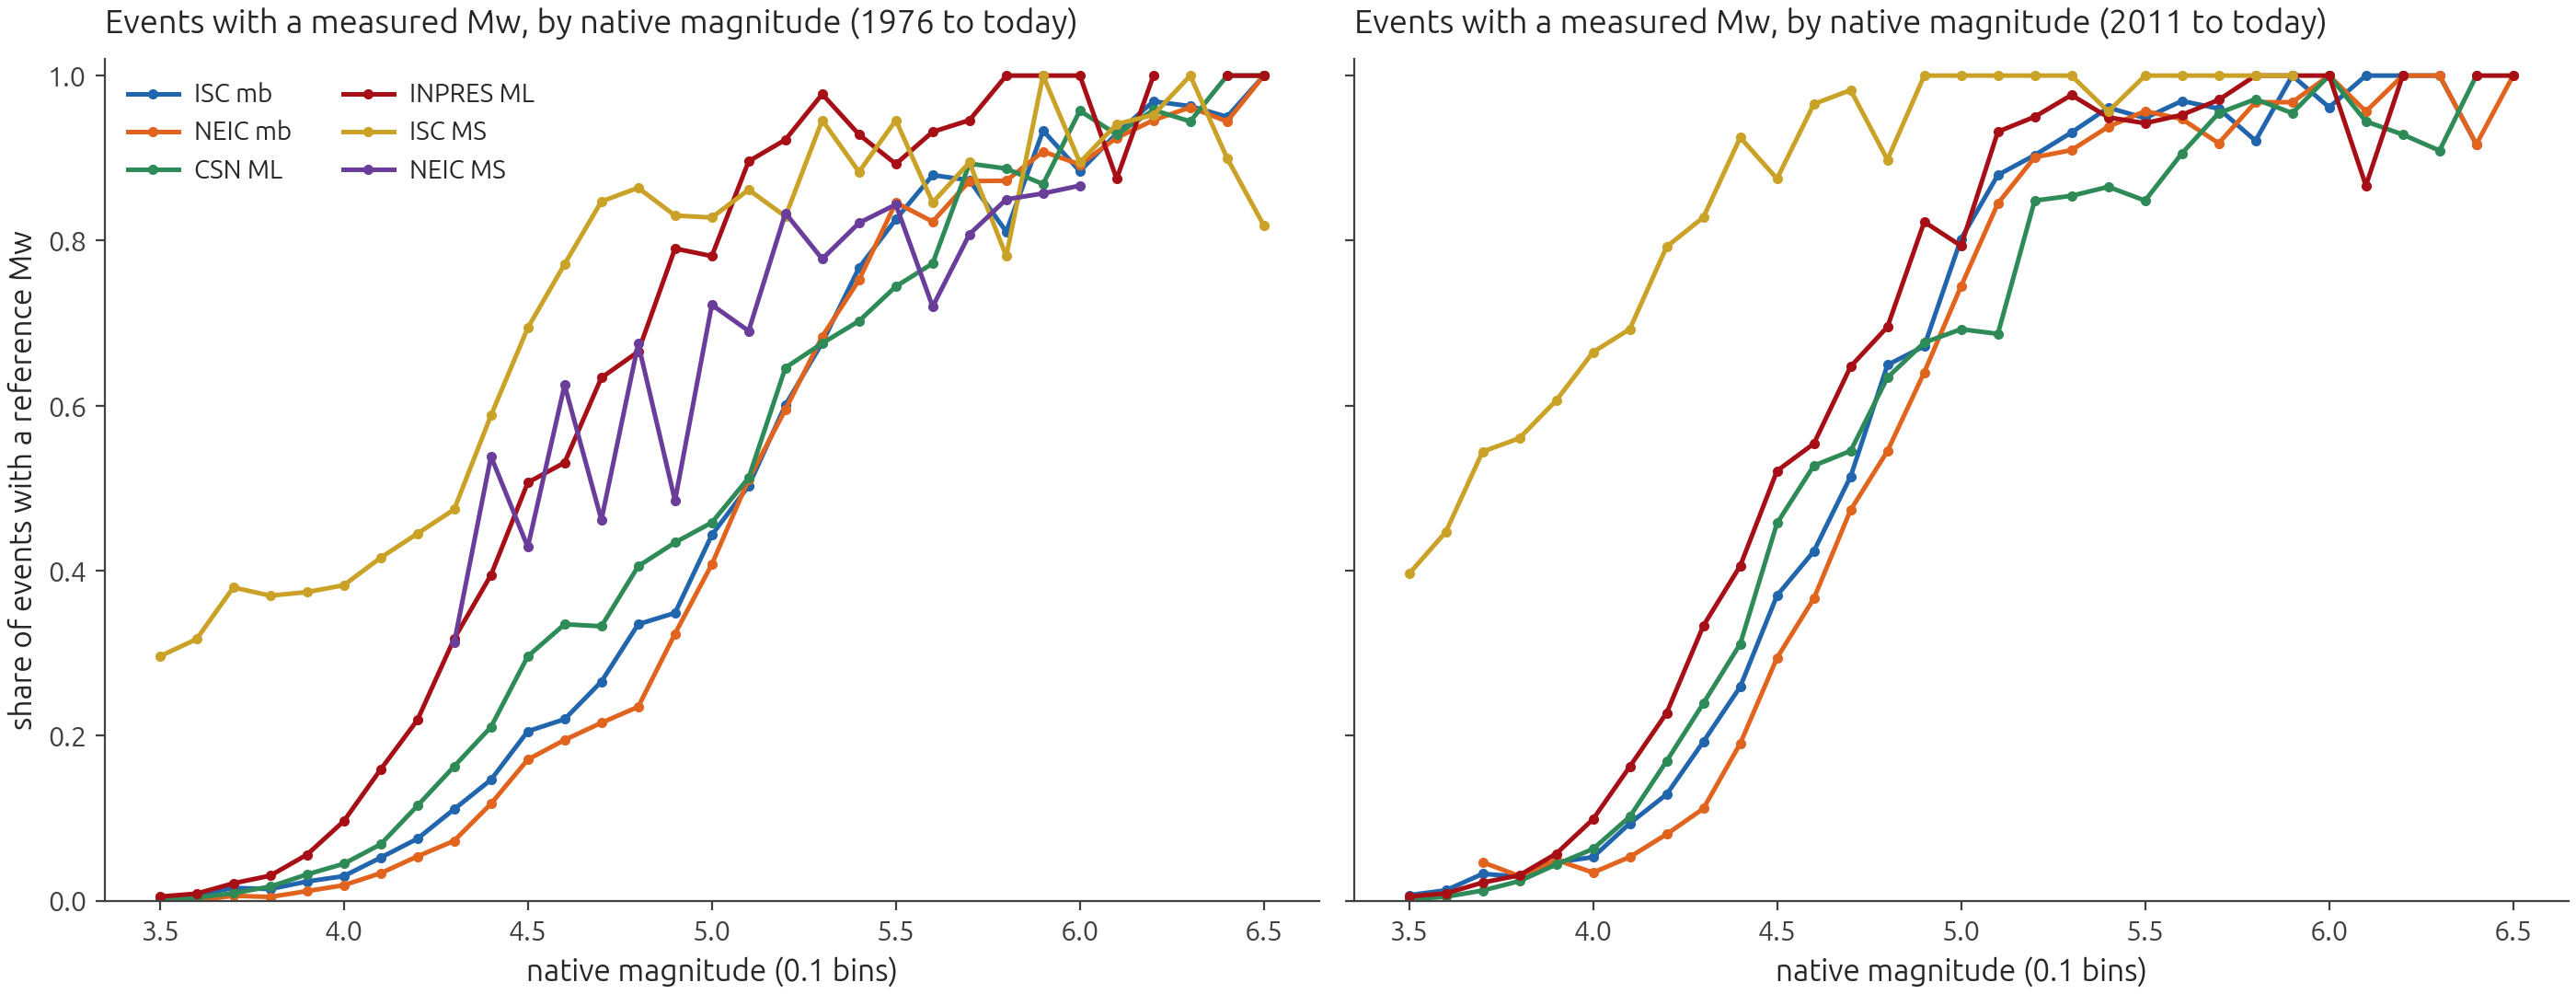 Events with a measured Mw, by native magnitude (1976 to today)
Events with a measured Mw, by native magnitude (2011 to today)
ISC mb
NEIC mb
CSN ML
INPRES ML
ISC MS
NEIC MS
share of events with a reference Mw
1.0
0.8
0.6
0.4
0.2
0.0
3.5 4.0 4.5 5.0 5.5 6.0 6.5
native magnitude (0.1 bins)
3.5 4.0 4.5 5.0 5.5 6.0 6.5
native magnitude (0.1 bins)